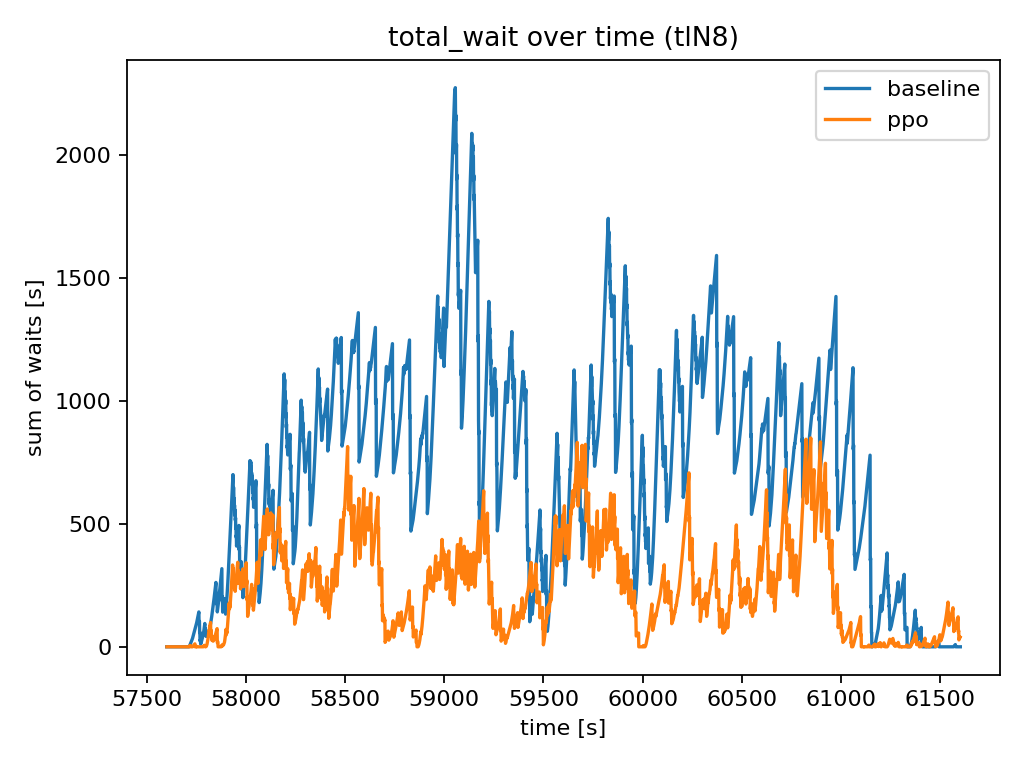 total_wait over time (tlN8)
baseline
ppo
sum of waits [s]
2000
1500
1000
500
0
57500 58000 58500 59000 59500 60000 60500 61000 61500
time [s]